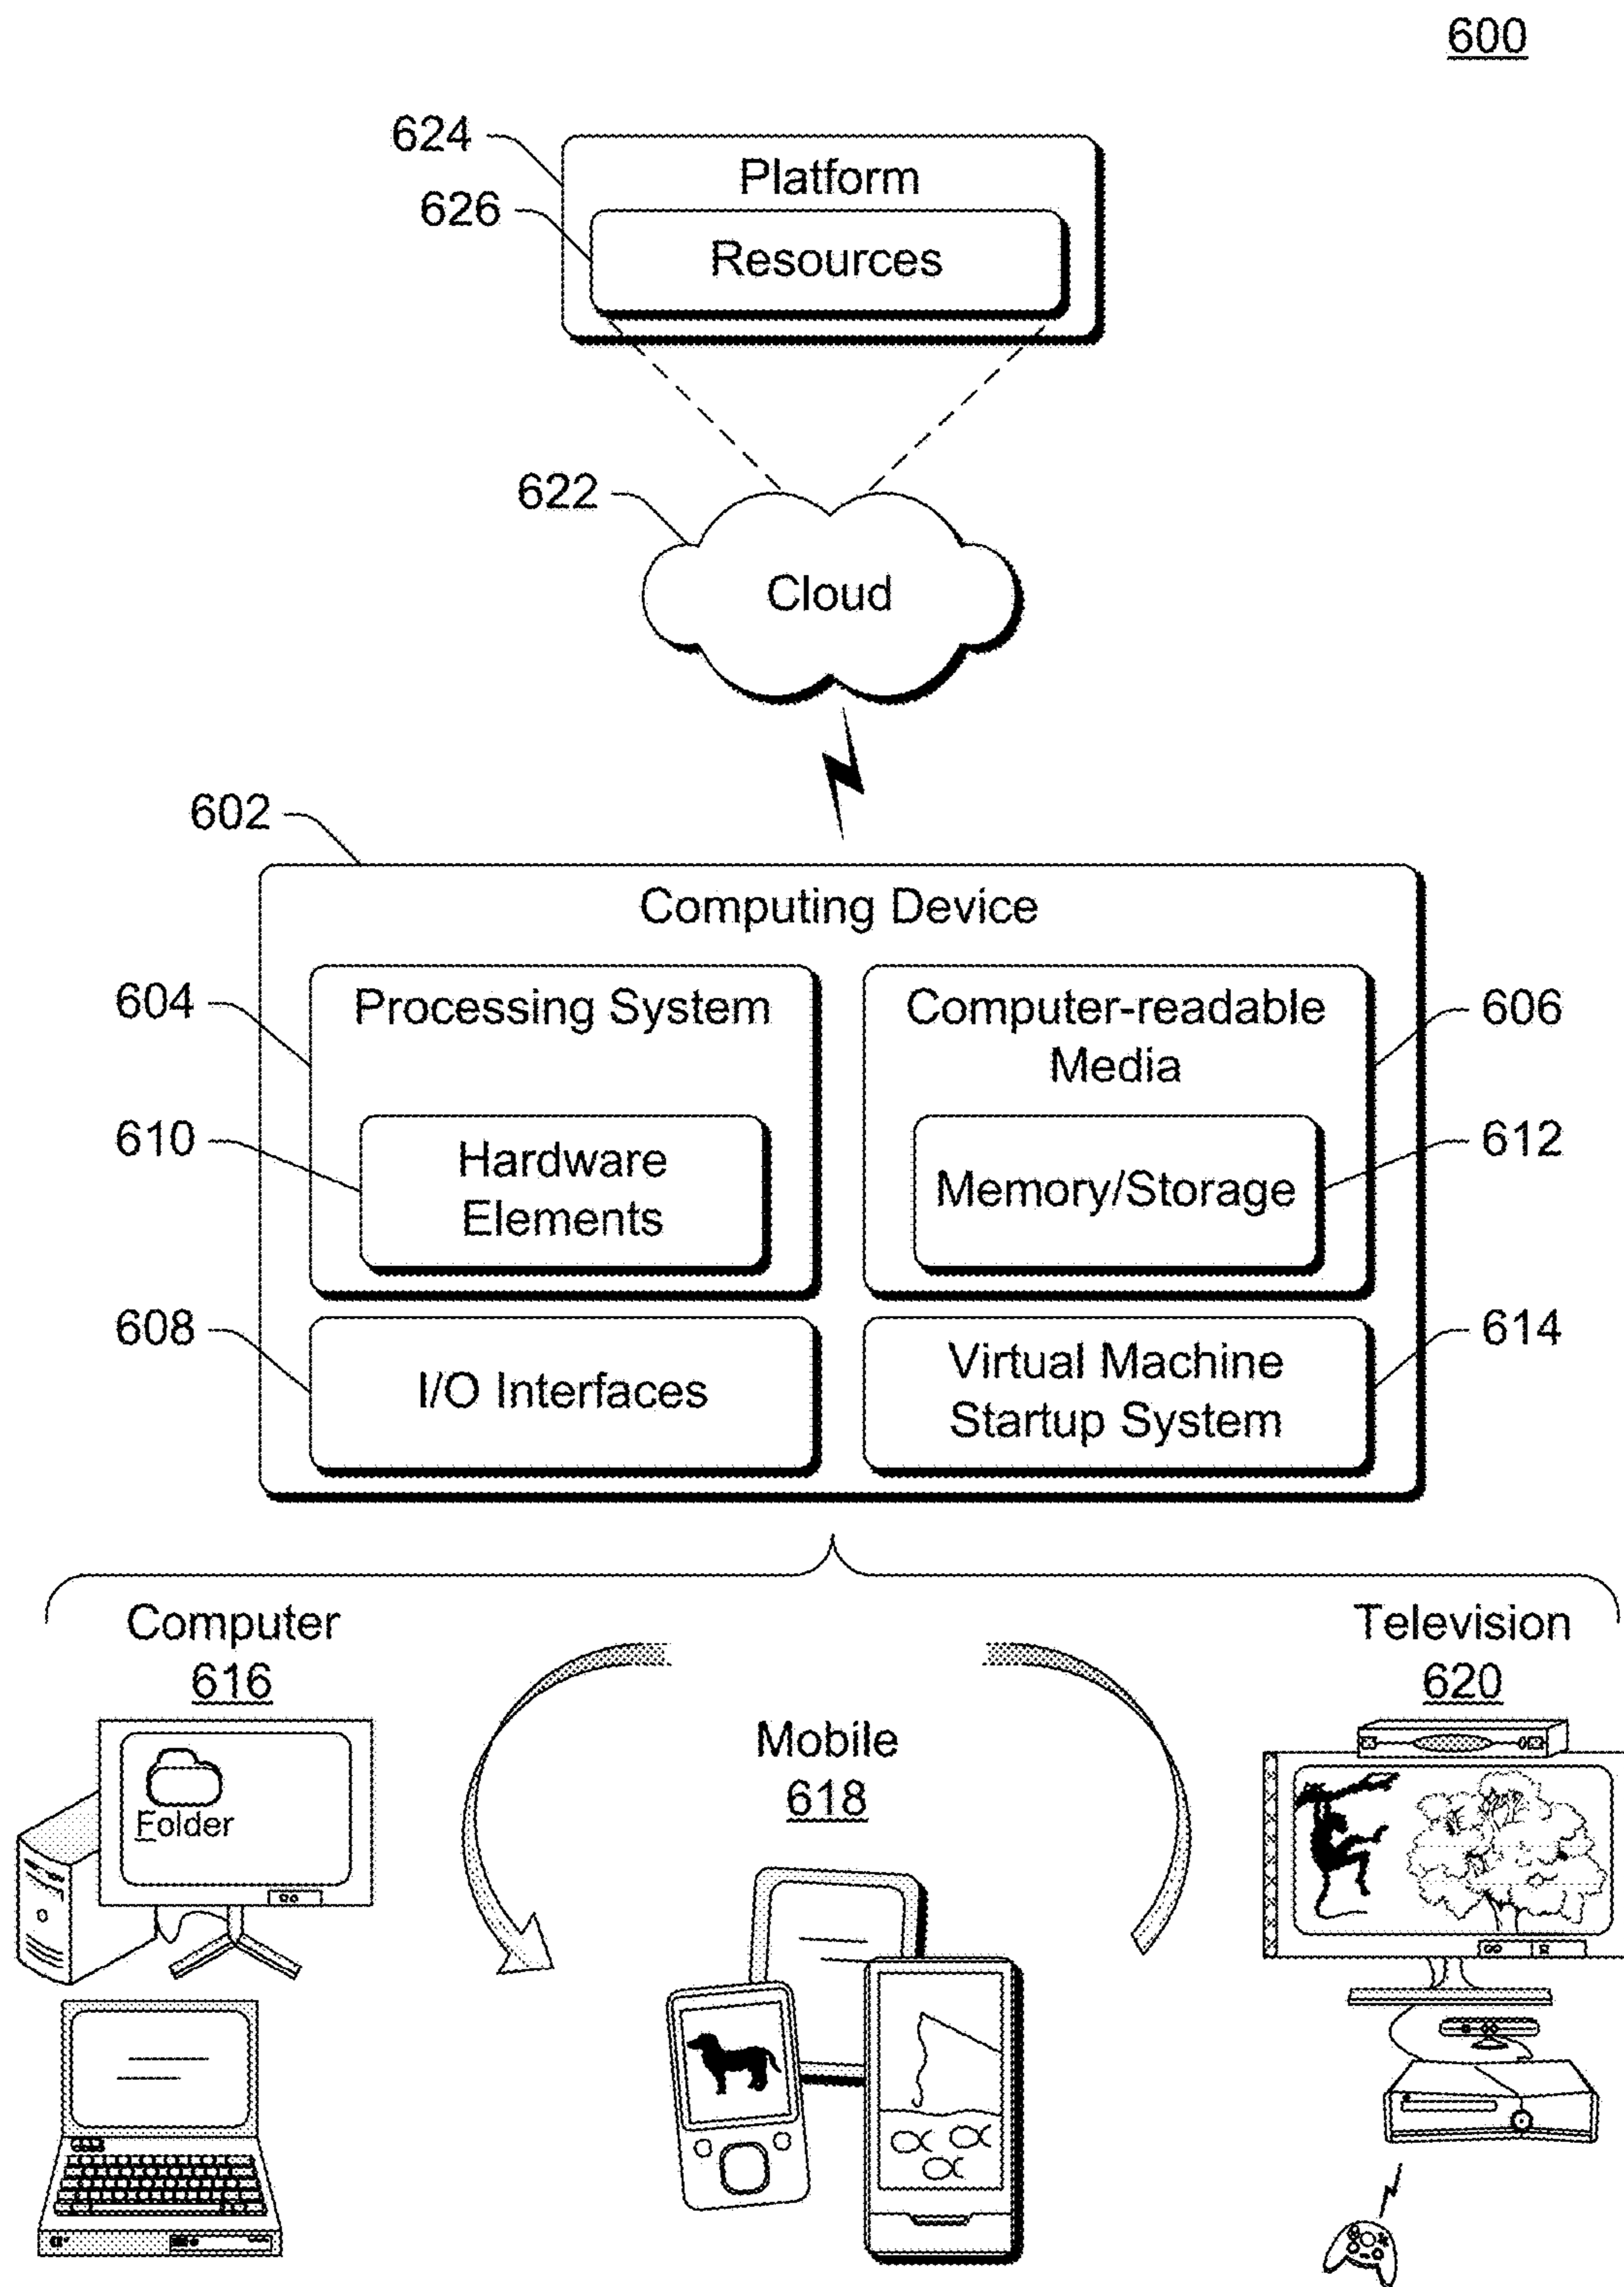 600
624
Platform
626
Resources
622
Cloud
602
Computing Device
604
Processing System
Computer-readable
Media
606
610
Hardware
Elements
Memory/Storage
612
608
I/O Interfaces
Virtual Machine
Startup System
614
Computer
616
Television
620
Mobile
618
Folder